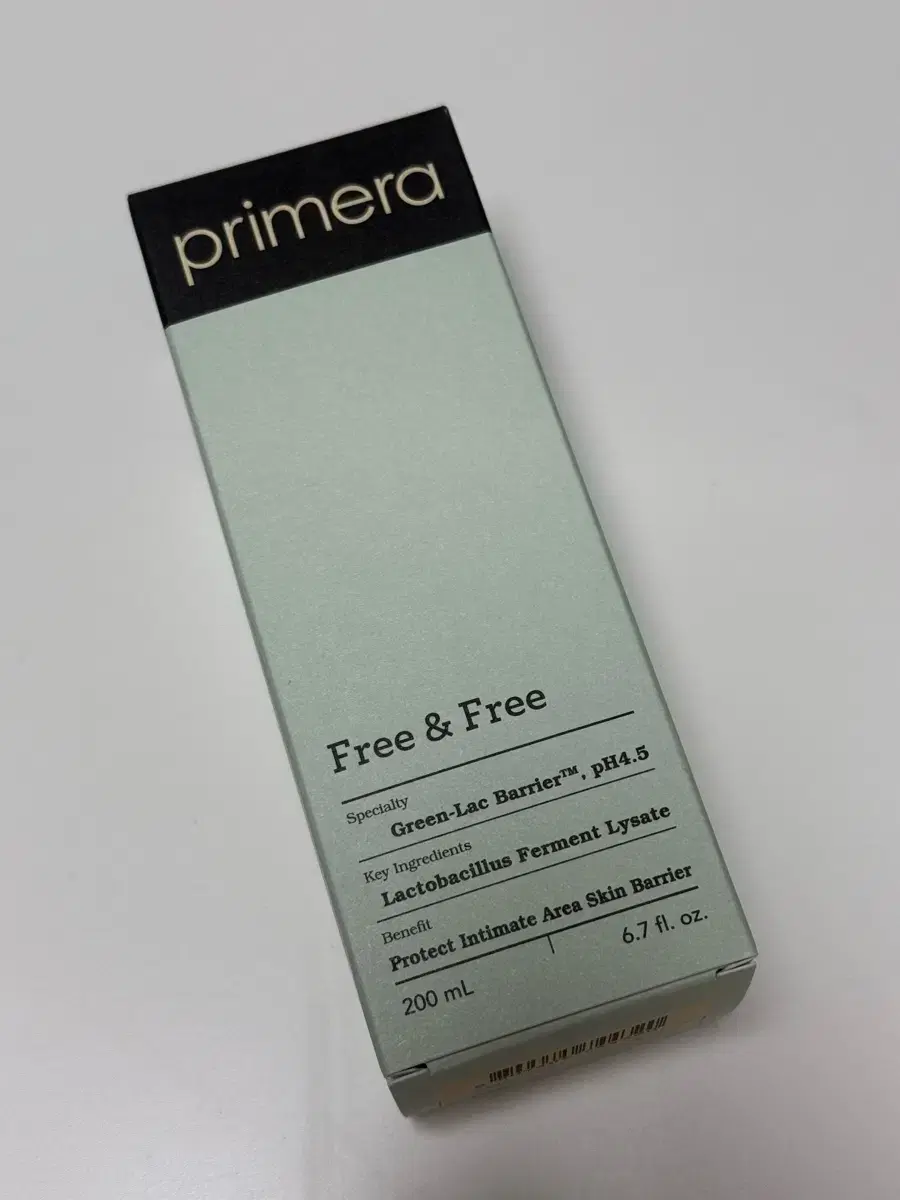 primera
Free & Free
Specialty
Green-Lac Barrier™, pH4.5
Key Ingredients
Lactobacillus Ferment Lysate
Benefit
Protect Intimate Area Skin Barrier
200 mL 6.7 fl. oz.